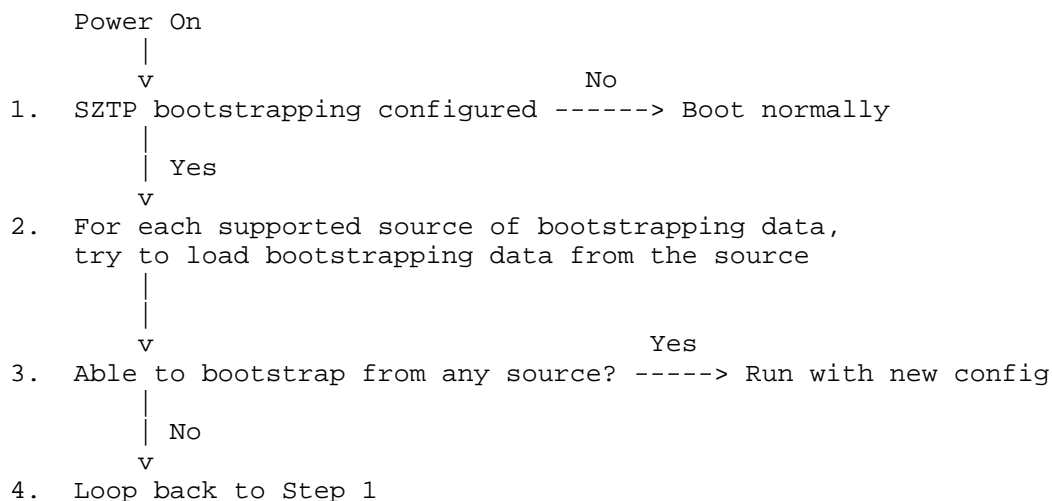 Power On
|
v                              No
1.  SZTP bootstrapping configured ------> Boot normally
|
| Yes
v
2.  For each supported source of bootstrapping data,
try to load bootstrapping data from the source
|
|
v                                  Yes
3.  Able to bootstrap from any source? -----> Run with new config
|
| No
v
4.  Loop back to Step 1